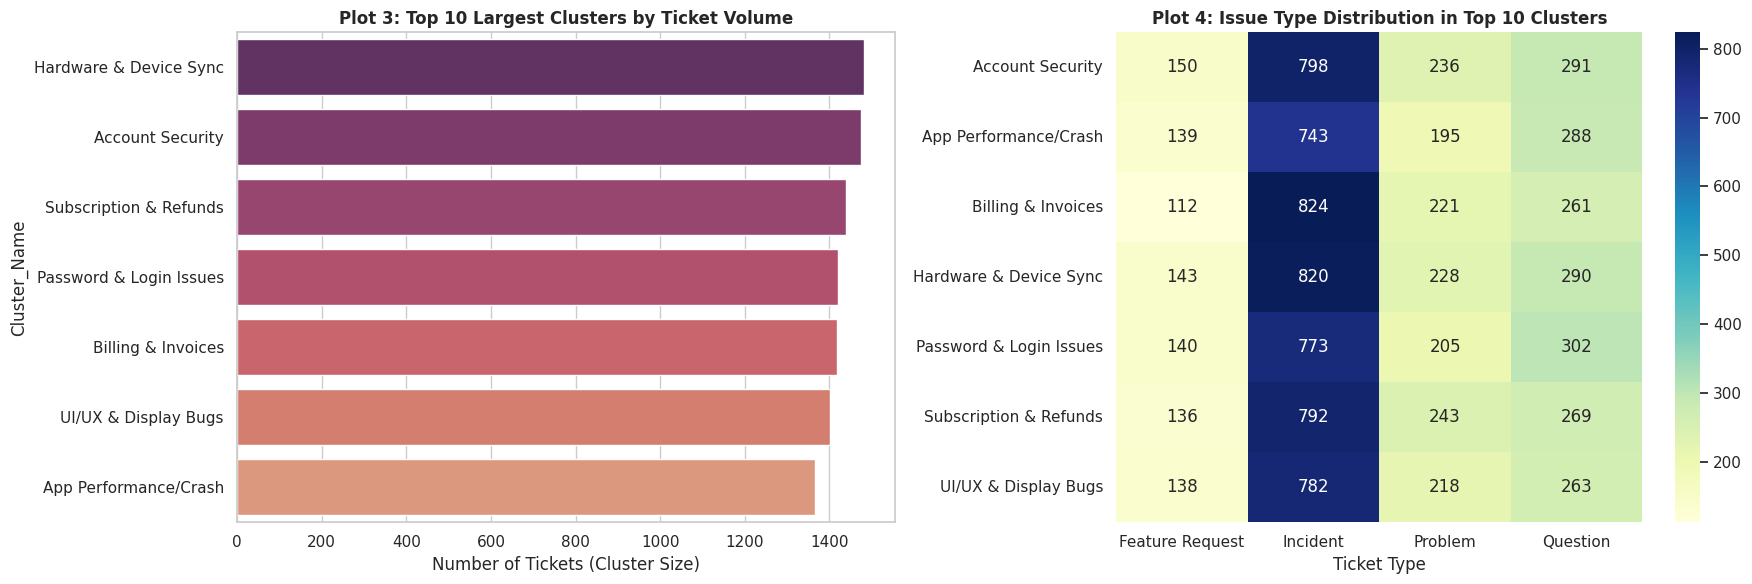 Plot 3: Top 10 Largest Clusters by Ticket Volume
Cluster_Name
Hardware & Device Sync
Account Security
Subscription & Refunds
Password & Login Issues
Billing & Invoices
UI/UX & Display Bugs
App Performance/Crash
0 200 400 600 800 1000 1200 1400
Number of Tickets (Cluster Size)
Plot 4: Issue Type Distribution in Top 10 Clusters
Account Security 150 798 236 291
App Performance/Crash 139 743 195 288
Billing & Invoices 112 824 221 261
Hardware & Device Sync 143 820 228 290
Password & Login Issues 140 773 205 302
Subscription & Refunds 136 792 243 269
UI/UX & Display Bugs 138 782 218 263
Feature Request Incident Problem Question
Ticket Type
800
700
600
500
400
300
200